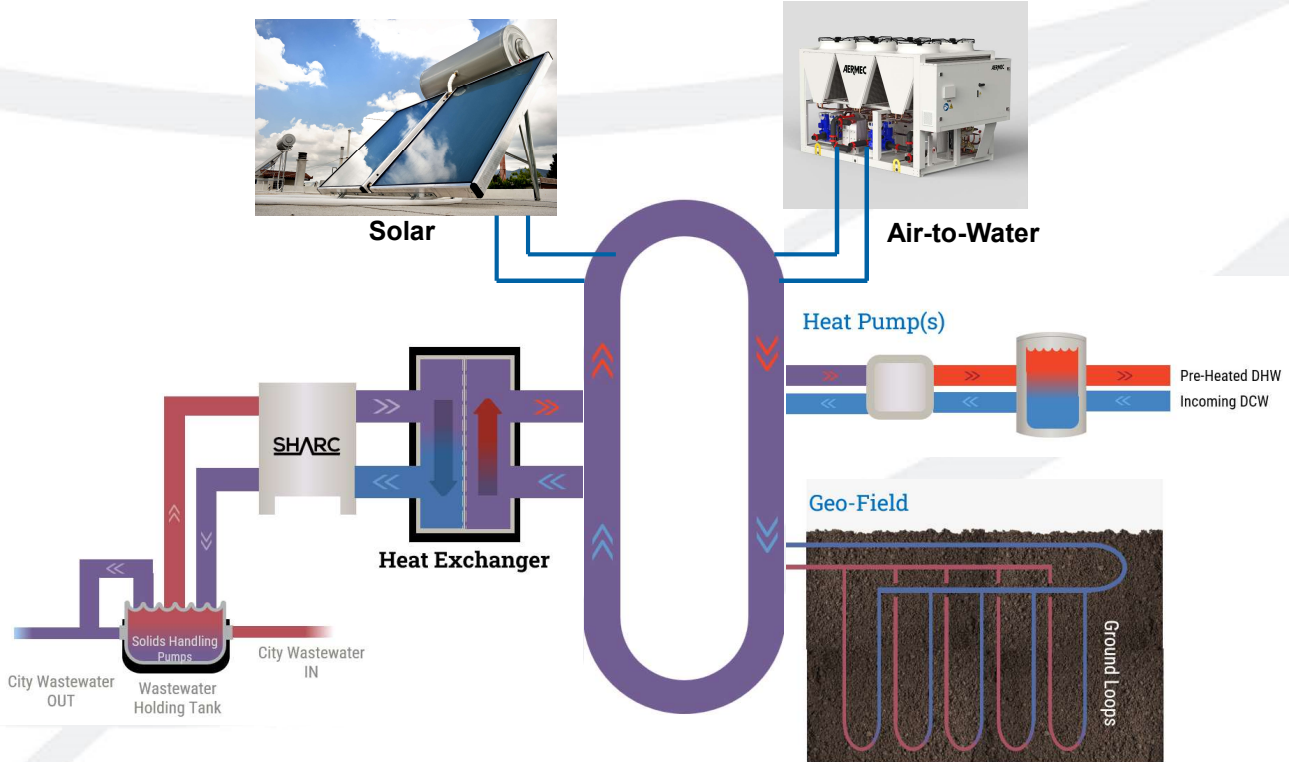 AERMEC
AERMEC
Solar
Air-to-Water
Heat Pump(s)
Pre-Heated DHW
Incoming DCW
SHARC
Heat Exchanger
Geo-Field
Ground Loops
Solids Handling
Pumps
City Wastewater
IN
City Wastewater
OUT
Wastewater
Holding Tank